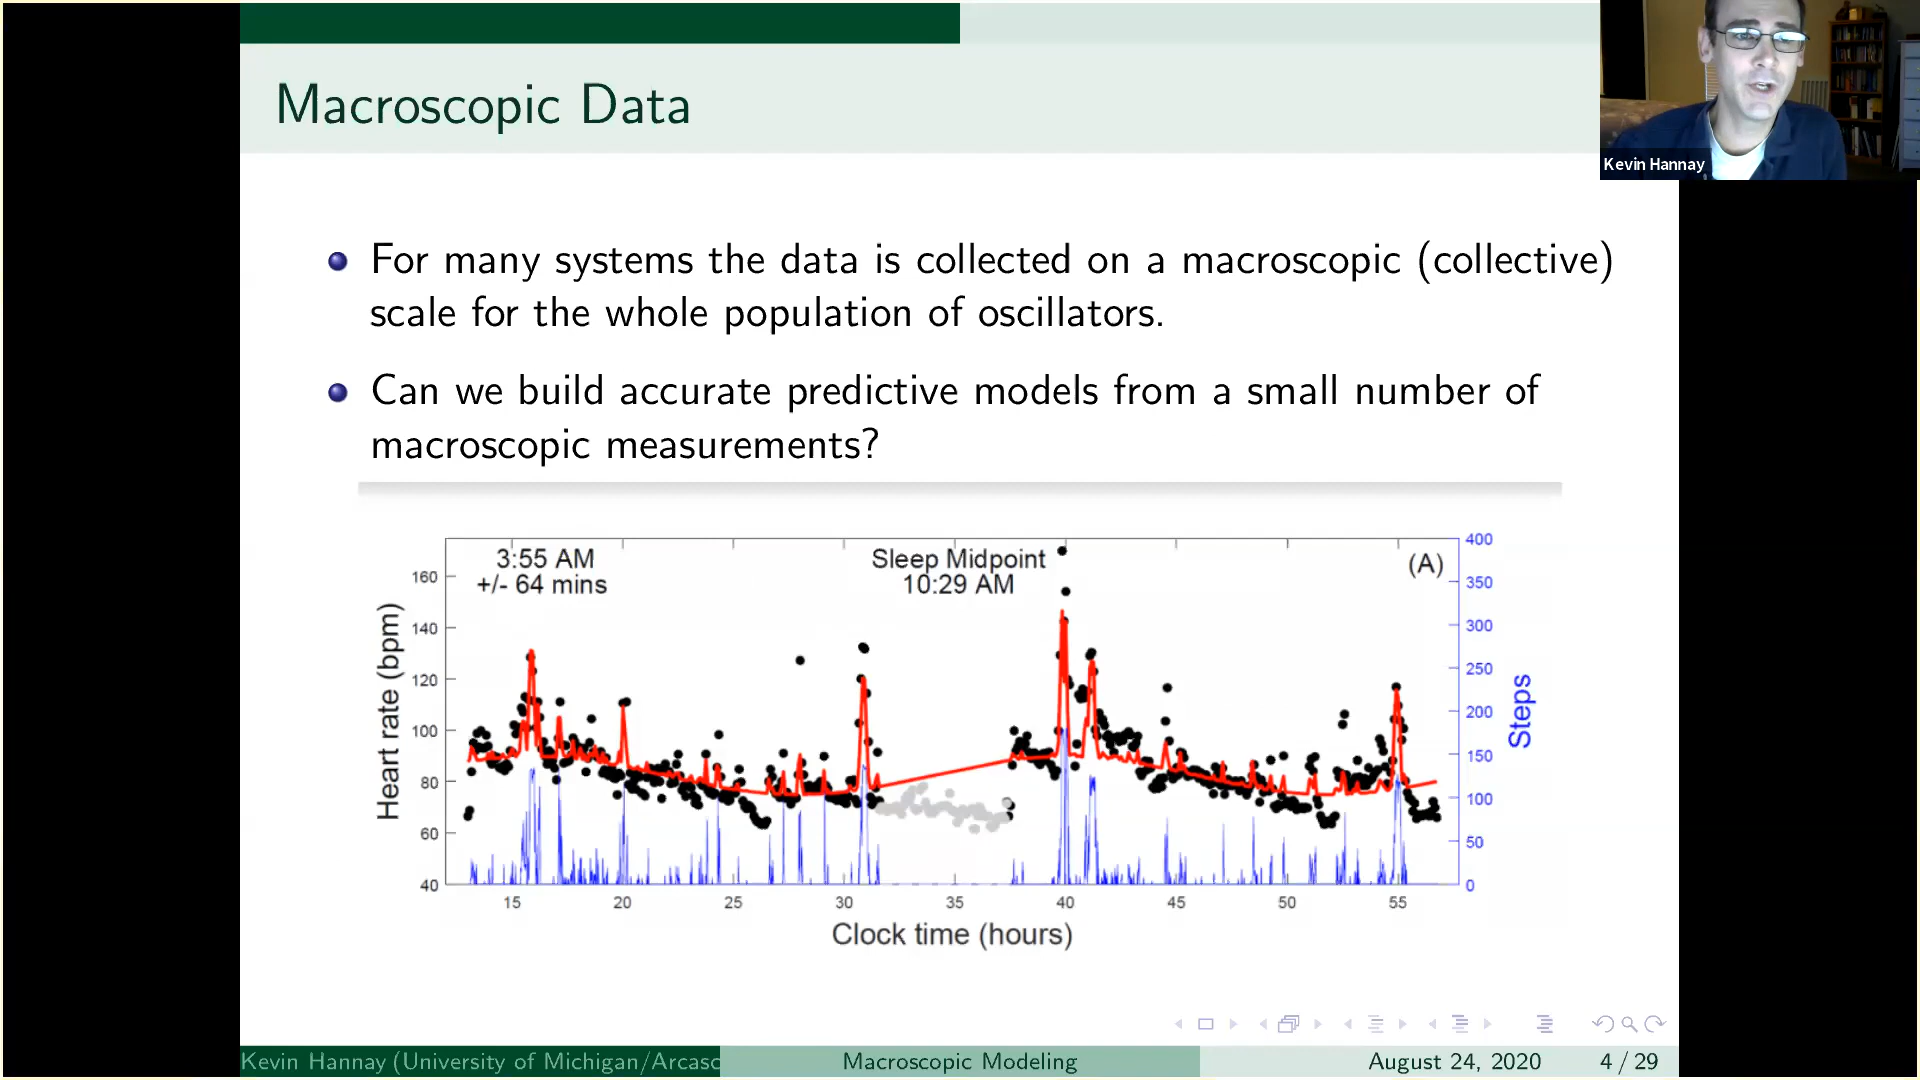 Macroscopic Data
Kevin Hannay
For many systems the data is collected on a macroscopic (collective)
scale for the whole population of oscillators.
Can we build accurate predictive models from a small number of
macroscopic measurements?
3:55 AM
+/- 64 mins
Sleep Midpoint
10:29 AM
(A)
Heart rate (bpm)
160
140
120
100
80
60
40
400
350
300
250
200
150
100
50
0
Steps
15 20 25 30 35 40 45 50 55
Clock time (hours)
Kevin Hannay (University of Michigan/Arcasc
Macroscopic Modeling
August 24, 2020
4 / 29